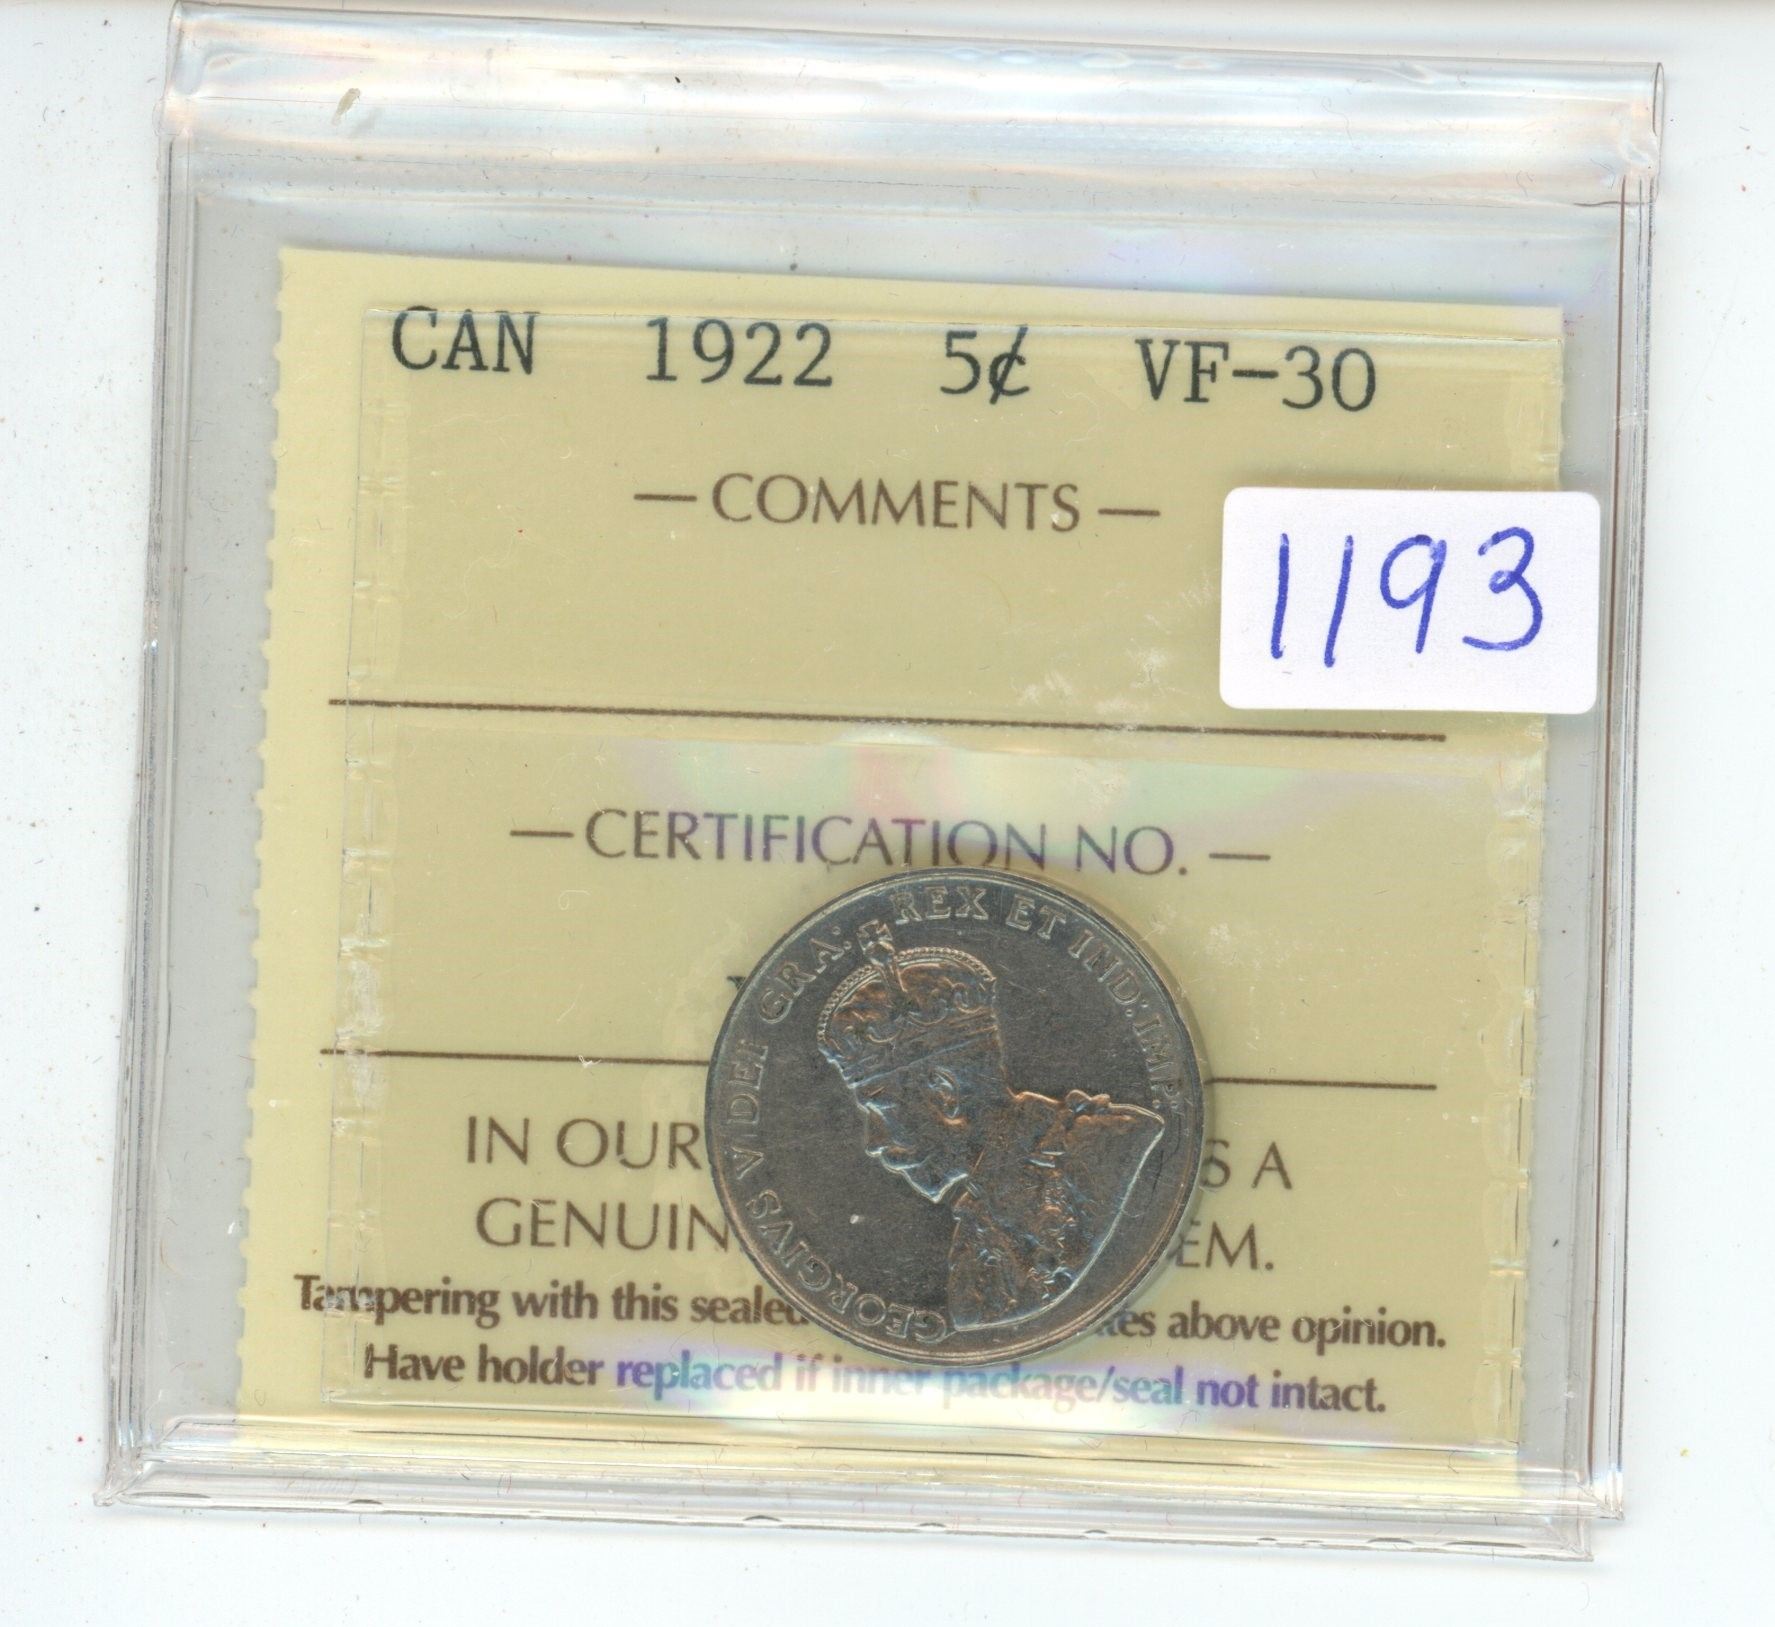 CAN 1922 5¢ VF-30
—COMMENTS—
1193
—CERTIFICATION NO.—
GEORGIVS V DEI GRA: REX ET IND: IMP:
IN OUR S A
GENUIN EM.
Tampering with this sealed tes above opinion.
Have holder replaced if inner package/seal not intact.